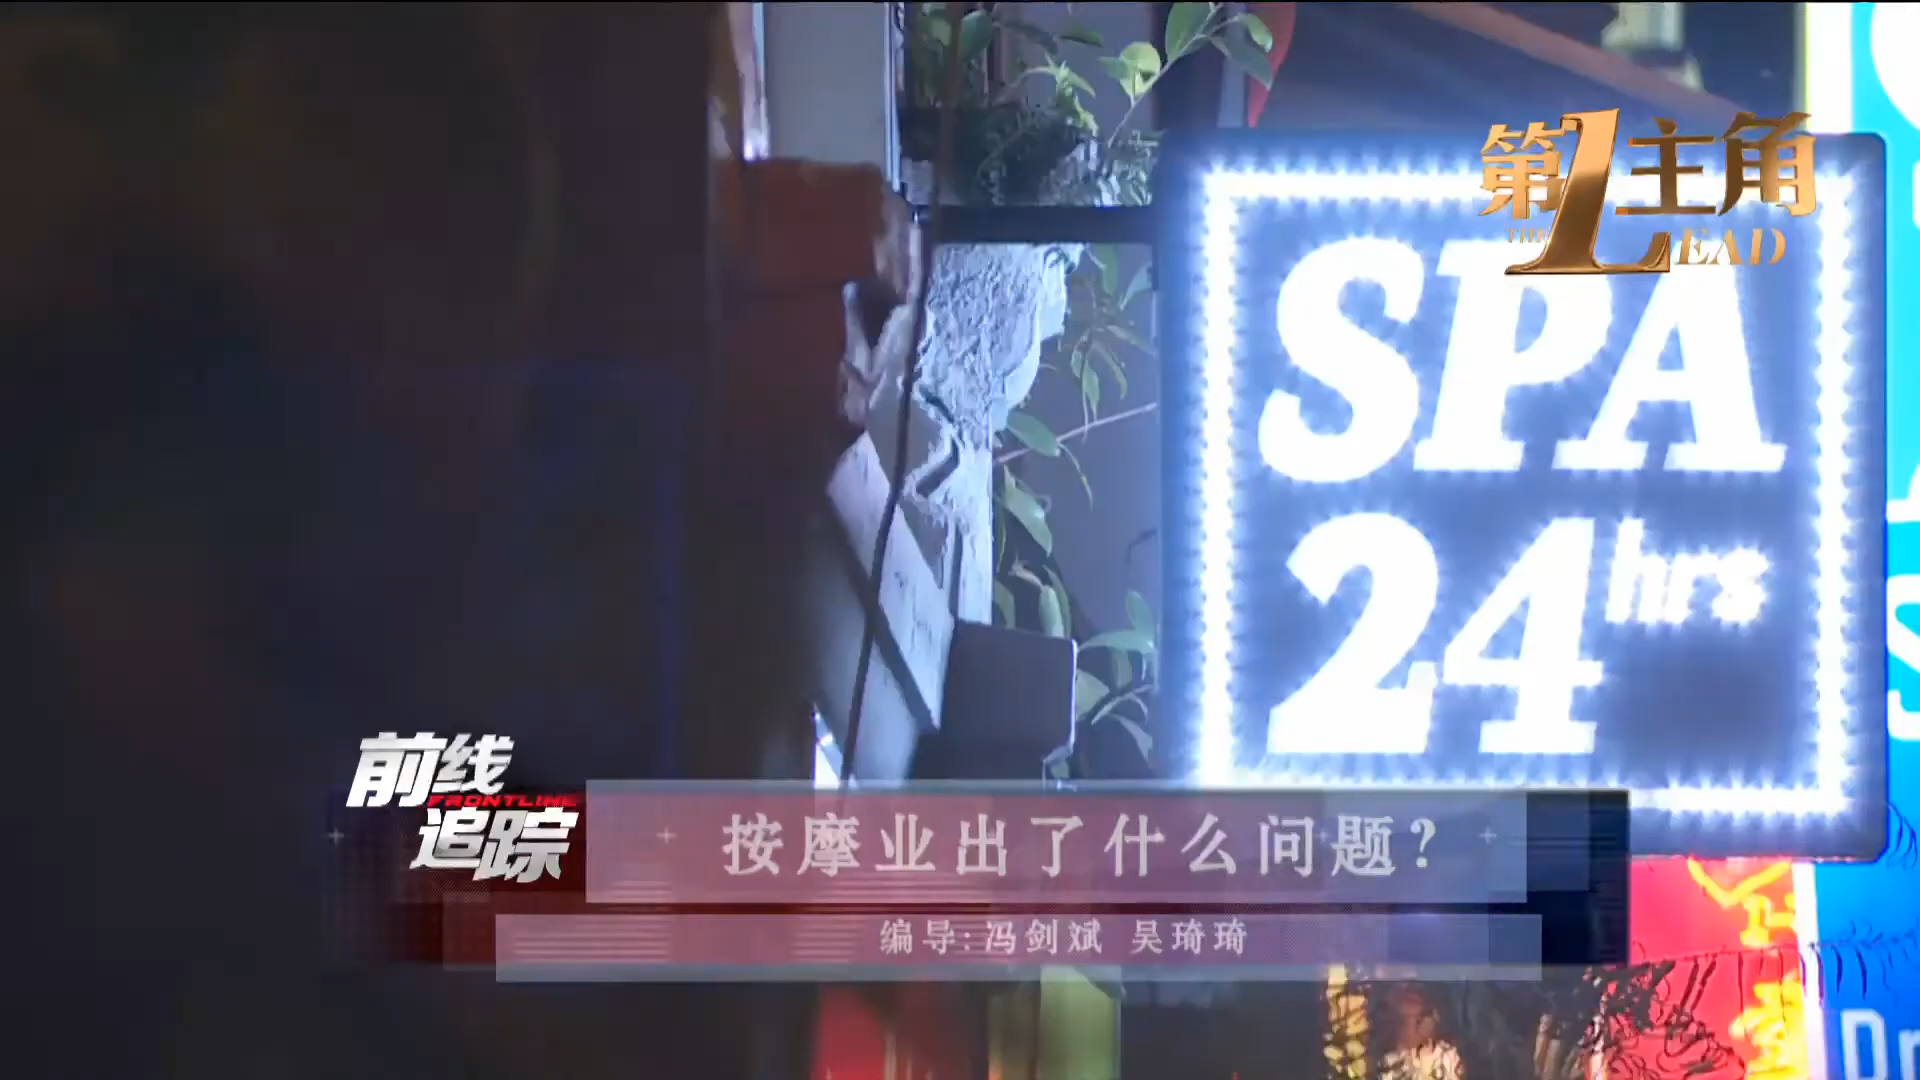 第1主角
THE LEAD
SPA
24hrs
前线
FRONTLINE
追踪
按摩业出了什么问题?
编导:冯剑斌 吴琦琦
Dr